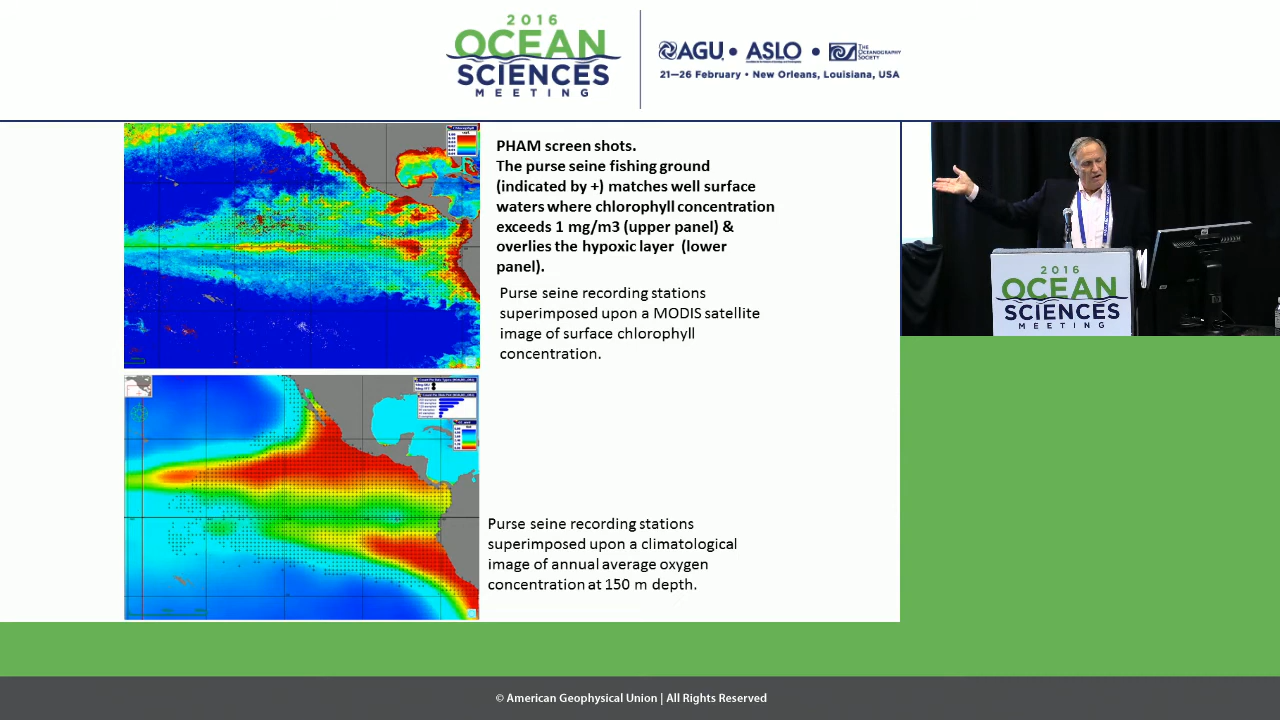 2016
OCEAN
SCIENCES
MEETING
AGU • ASLO • THE OCEANOGRAPHY SOCIETY
21—26 February • New Orleans, Louisiana, USA
PHAM screen shots.
The purse seine fishing ground
(indicated by +) matches well surface
waters where chlorophyll concentration
exceeds 1 mg/m3 (upper panel) &
overlies the hypoxic layer (lower
panel).
Purse seine recording stations
superimposed upon a MODIS satellite
image of surface chlorophyll
concentration.
2016
OCEAN
SCIENCES
MEETING
Purse seine recording stations
superimposed upon a climatological
image of annual average oxygen
concentration at 150 m depth.
© American Geophysical Union | All Rights Reserved